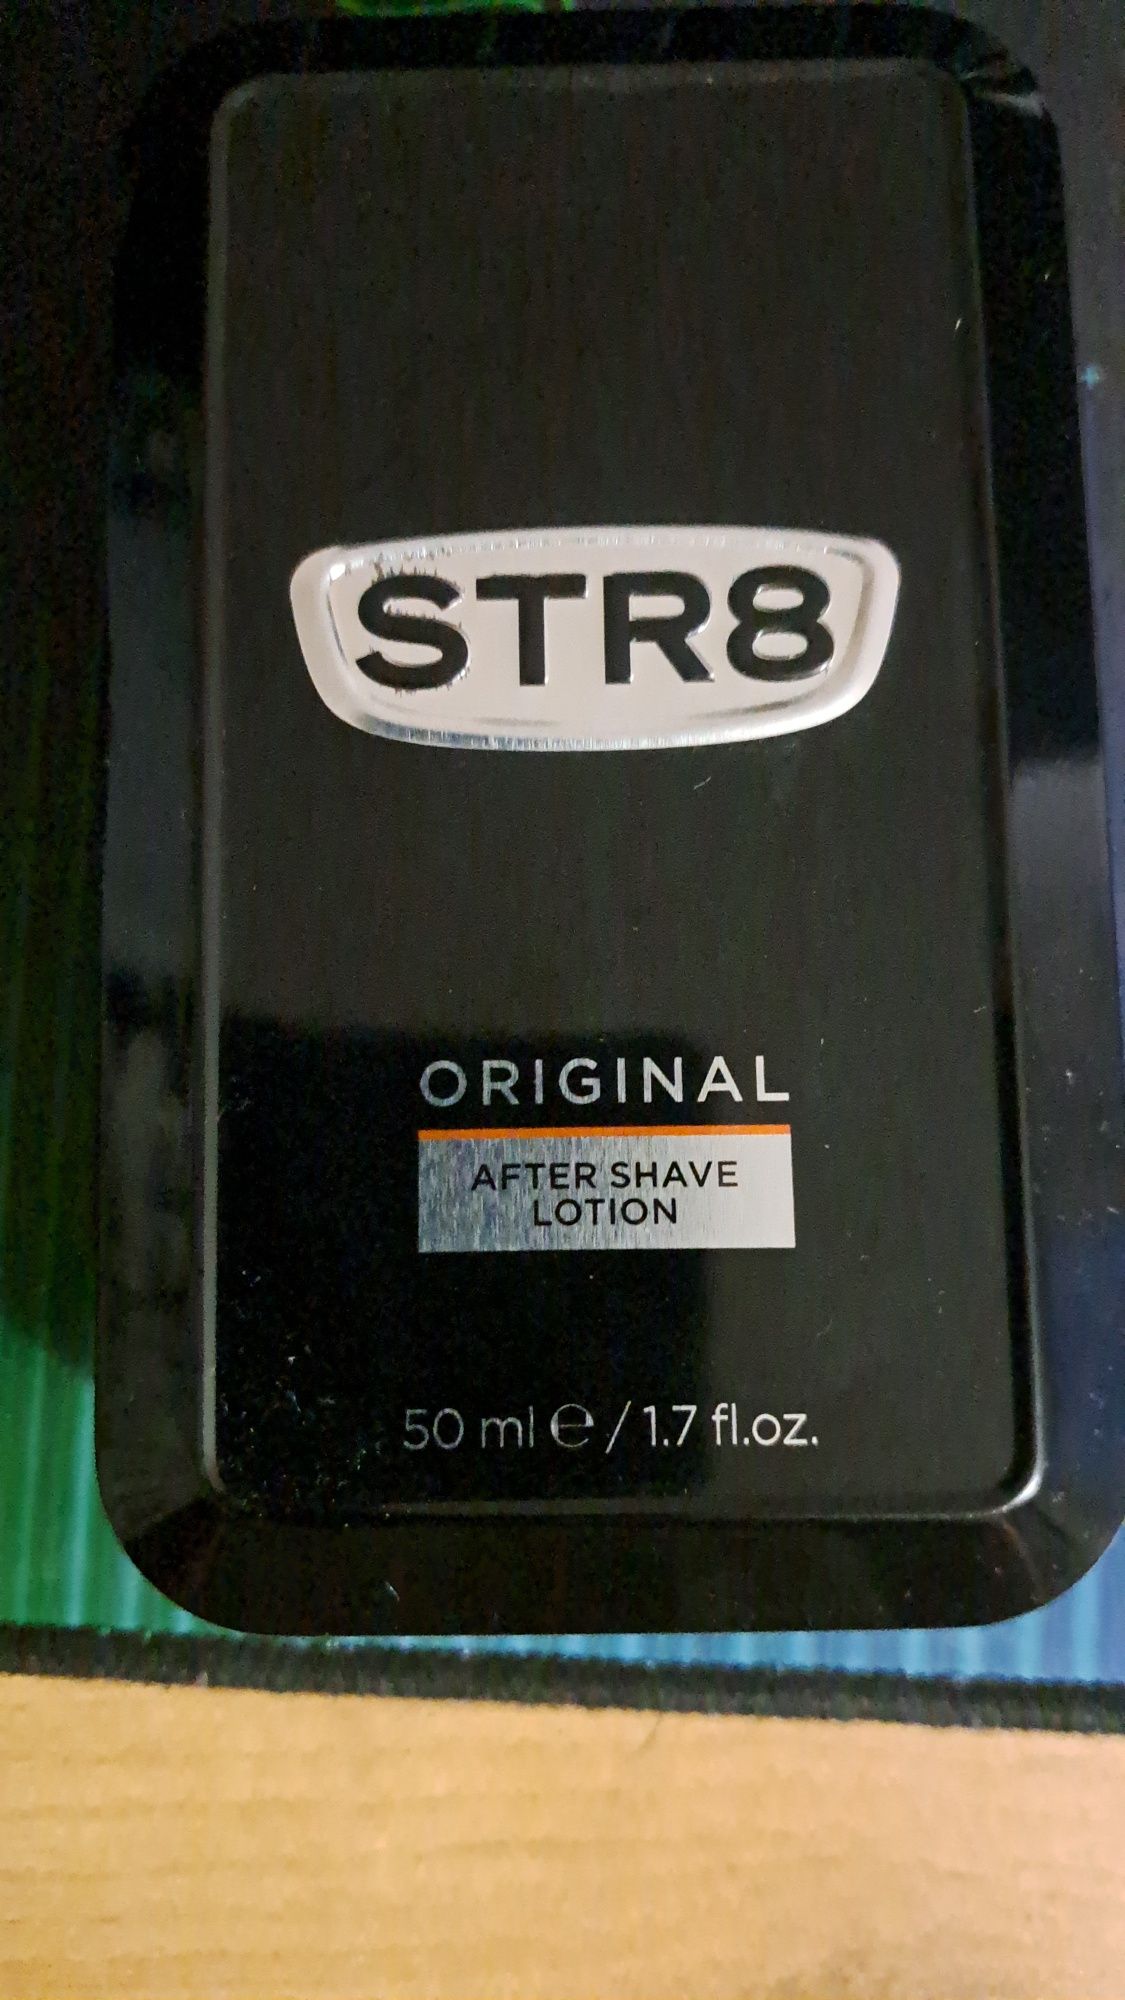 STR8
ORIGINAL
AFTER SHAVE
LOTION
50 ml ℮ / 1.7 fl.oz.